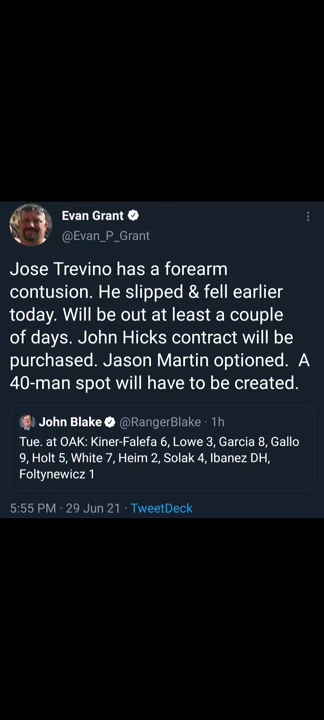 Evan Grant
@Evan_P_Grant
Jose Trevino has a forearm
contusion. He slipped & fell earlier
today. Will be out at least a couple
of days. John Hicks contract will be
purchased. Jason Martin optioned.  A
40-man spot will have to be created.
John Blake @RangerBlake · 1h
Tue. at OAK: Kiner-Falefa 6, Lowe 3, Garcia 8, Gallo
9, Holt 5, White 7, Heim 2, Solak 4, Ibanez DH,
Foltynewicz 1
5:55 PM · 29 Jun 21 · TweetDeck